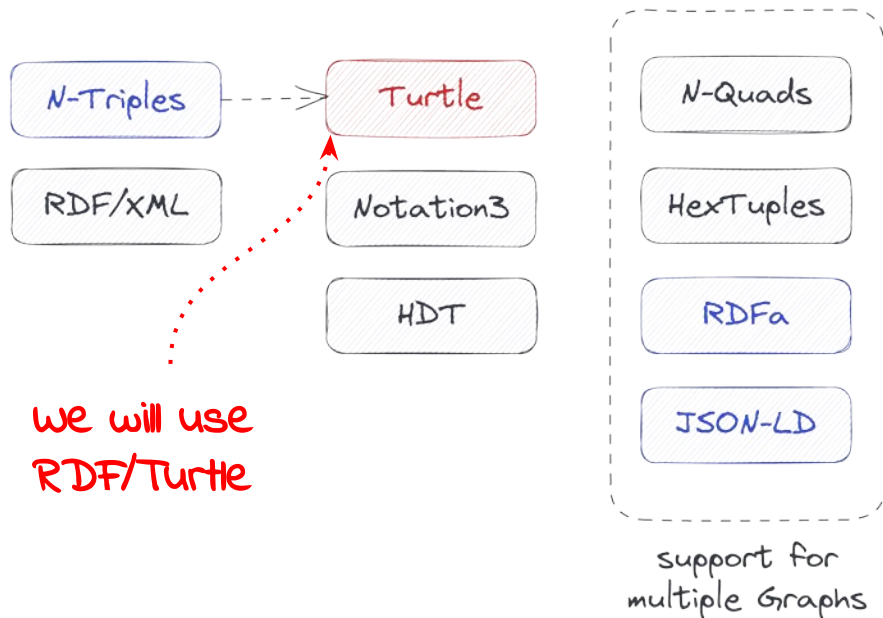 N-Triples
Turtle
N-Quads
RDF/XML
Notation3
HexTuples
HDT
RDFa
we will use
RDF/Turtle
JSON-LD
support for
multiple Graphs